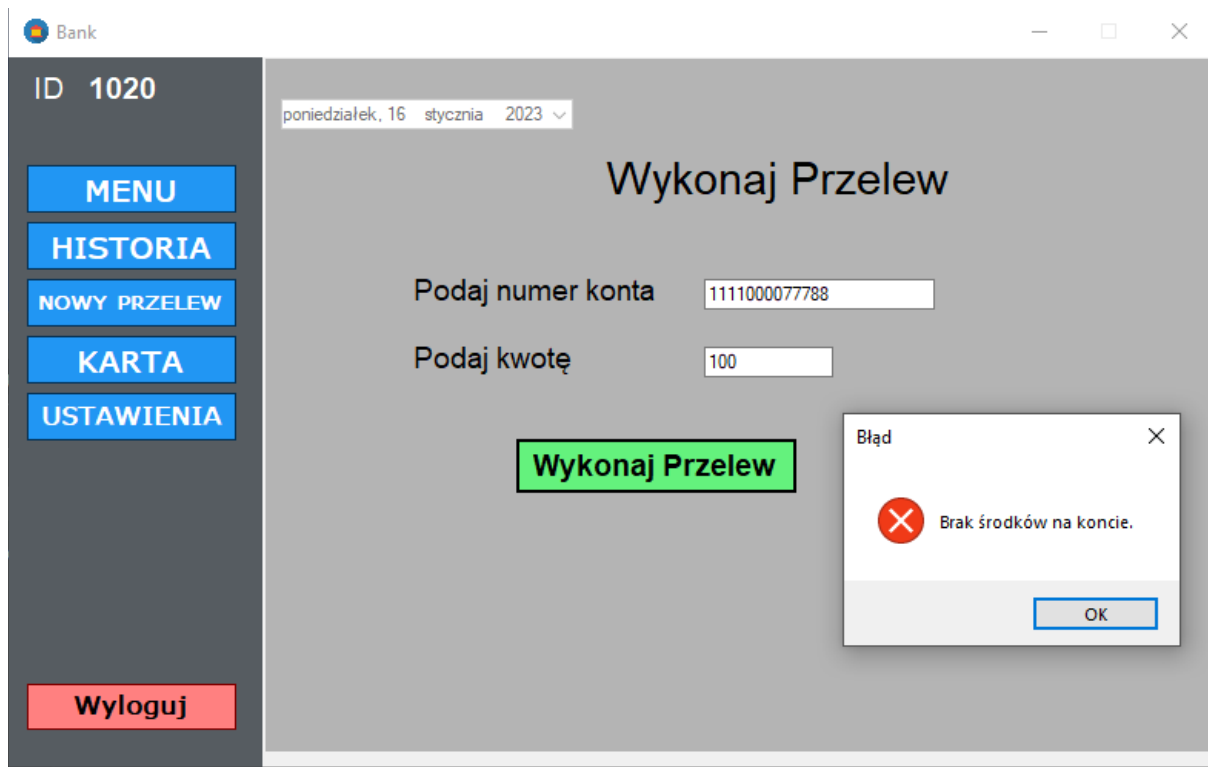 Bank
ID 1020
poniedziałek, 16 stycznia 2023
Wykonaj Przelew
MENU
HISTORIA
NOWY PRZELEW
KARTA
USTAWIENIA
Podaj numer konta 1111000077788
Podaj kwotę 100
Wykonaj Przelew
Błąd
Brak środków na koncie.
OK
Wyloguj